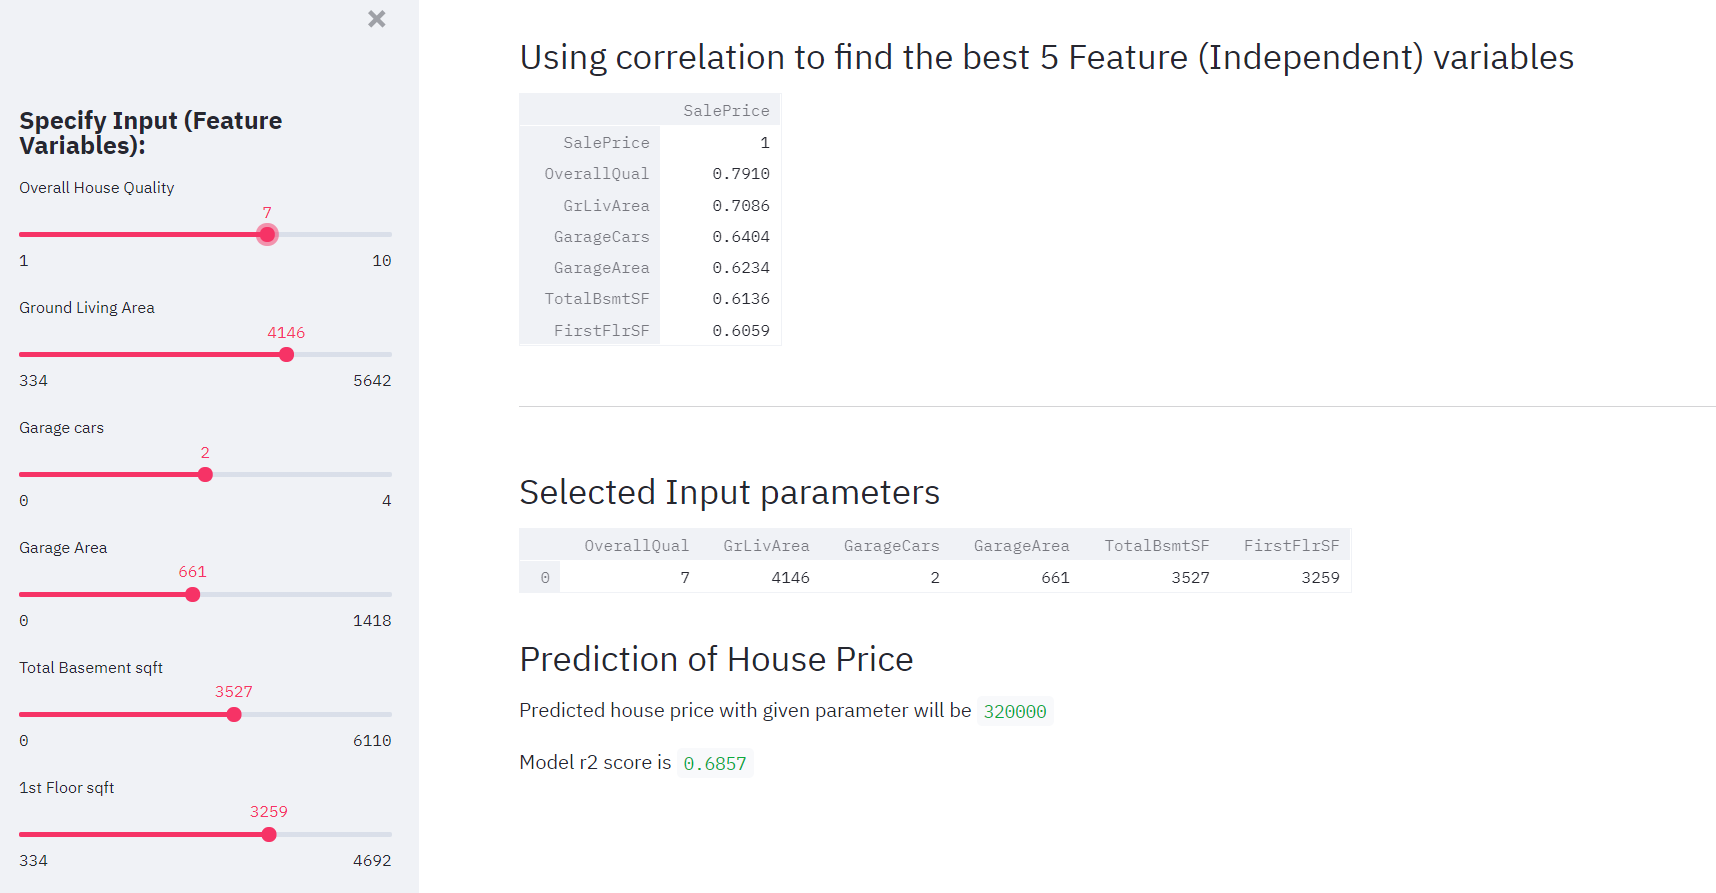 ×
Specify Input (Feature
Variables):
Overall House Quality
7
1 10
Ground Living Area
4146
334 5642
Garage cars
2
0 4
Garage Area
661
0 1418
Total Basement sqft
3527
0 6110
1st Floor sqft
3259
334 4692
Using correlation to find the best 5 Feature (Independent) variables
SalePrice
SalePrice 1
OverallQual 0.7910
GrLivArea 0.7086
GarageCars 0.6404
GarageArea 0.6234
TotalBsmtSF 0.6136
FirstFlrSF 0.6059
Selected Input parameters
OverallQual GrLivArea GarageCars GarageArea TotalBsmtSF FirstFlrSF
0 7 4146 2 661 3527 3259
Prediction of House Price
Predicted house price with given parameter will be 320000
Model r2 score is 0.6857